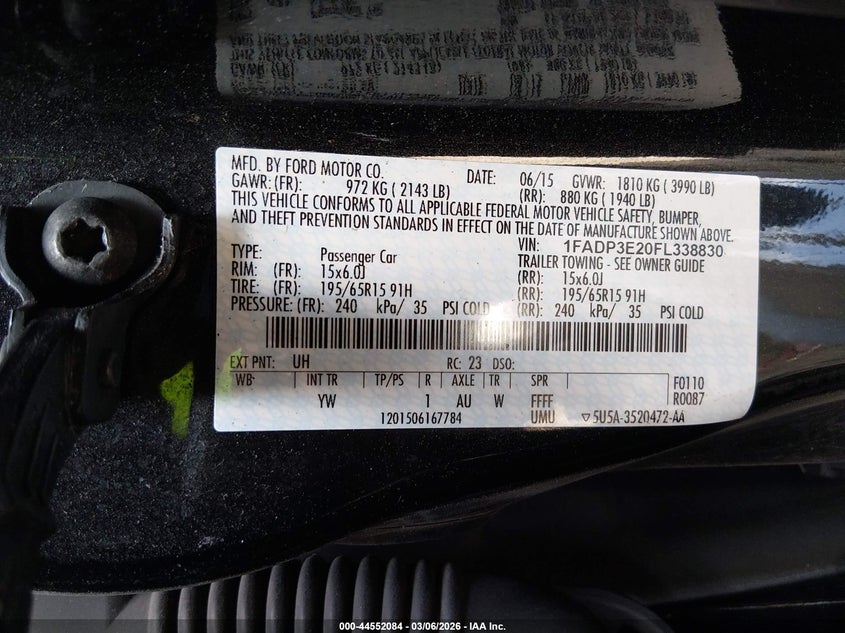 MFD. BY FORD MOTOR CO. DATE: 06/15 GVWR: 1810 KG ( 3990 LB)
GAWR: (FR) 972 KG ( 2143 LB) (RR): 880 KG ( 1940 LB)
THIS VEHICLE CONFORMS TO ALL APPLICABLE FEDERAL MOTOR VEHICLE SAFETY, BUMPER,
AND THEFT PREVENTION STANDARDS IN EFFECT ON THE DATE OF MANUFACTURE SHOWN ABOVE.
VIN: 1FADP3E20FL338830
TYPE: Passenger Car TRAILER TOWING - SEE OWNER GUIDE
RIM: (FR): 15x6.0J (RR): 15x6.0J
TIRE: (FR): 195/65R15 91H (RR): 195/65R15 91H
PRESSURE: (FR): 240 kPa/ 35 PSI COLD (RR): 240 kPa/ 35 PSI COLD
EXT PNT: UH RC: 23 DSO:
WB INT TR TP/PS R AXLE TR SPR F0110
YW 1 AU W FFFF R0087
1201506167784 UMU ▽5U5A-3520472-AA
000-44552084 | 03/06/2026 - IAA Inc.